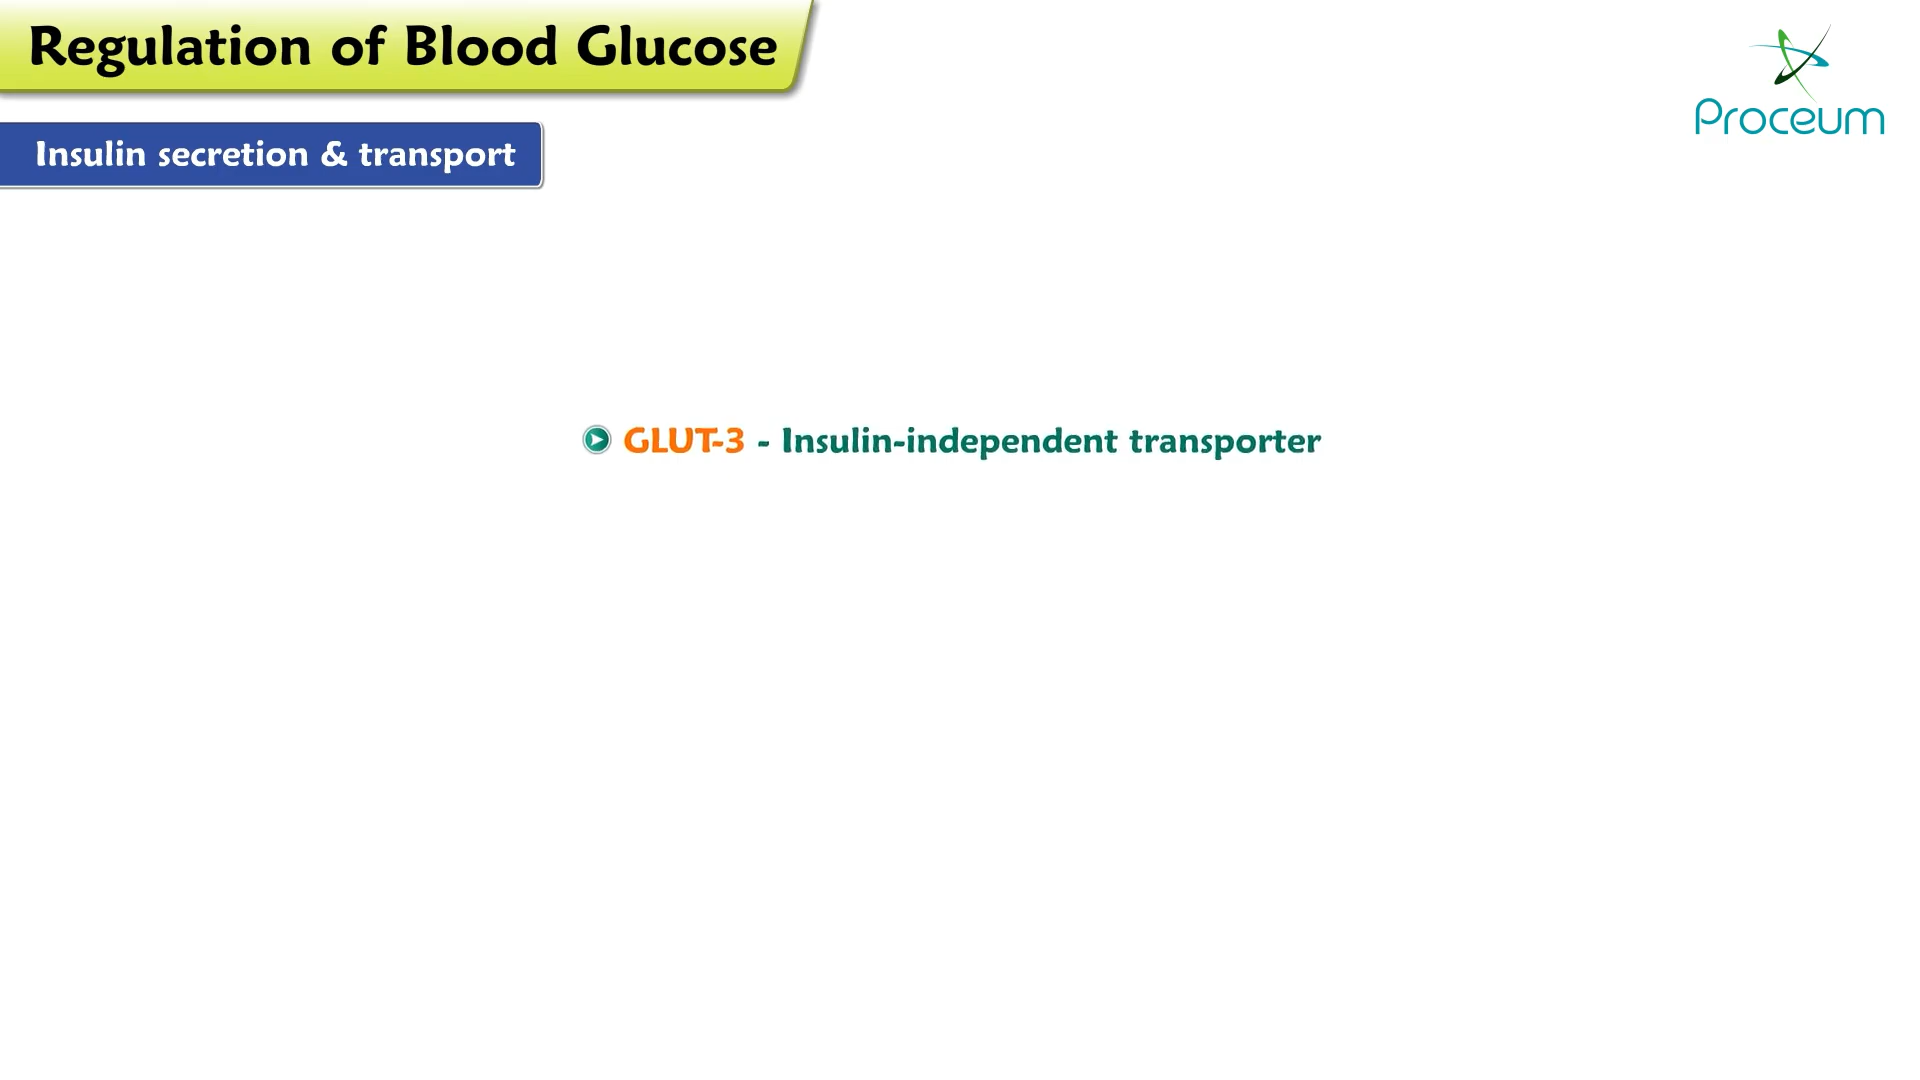 Regulation of Blood Glucose
Proceum
Insulin secretion & transport
GLUT-3 - Insulin-independent transporter